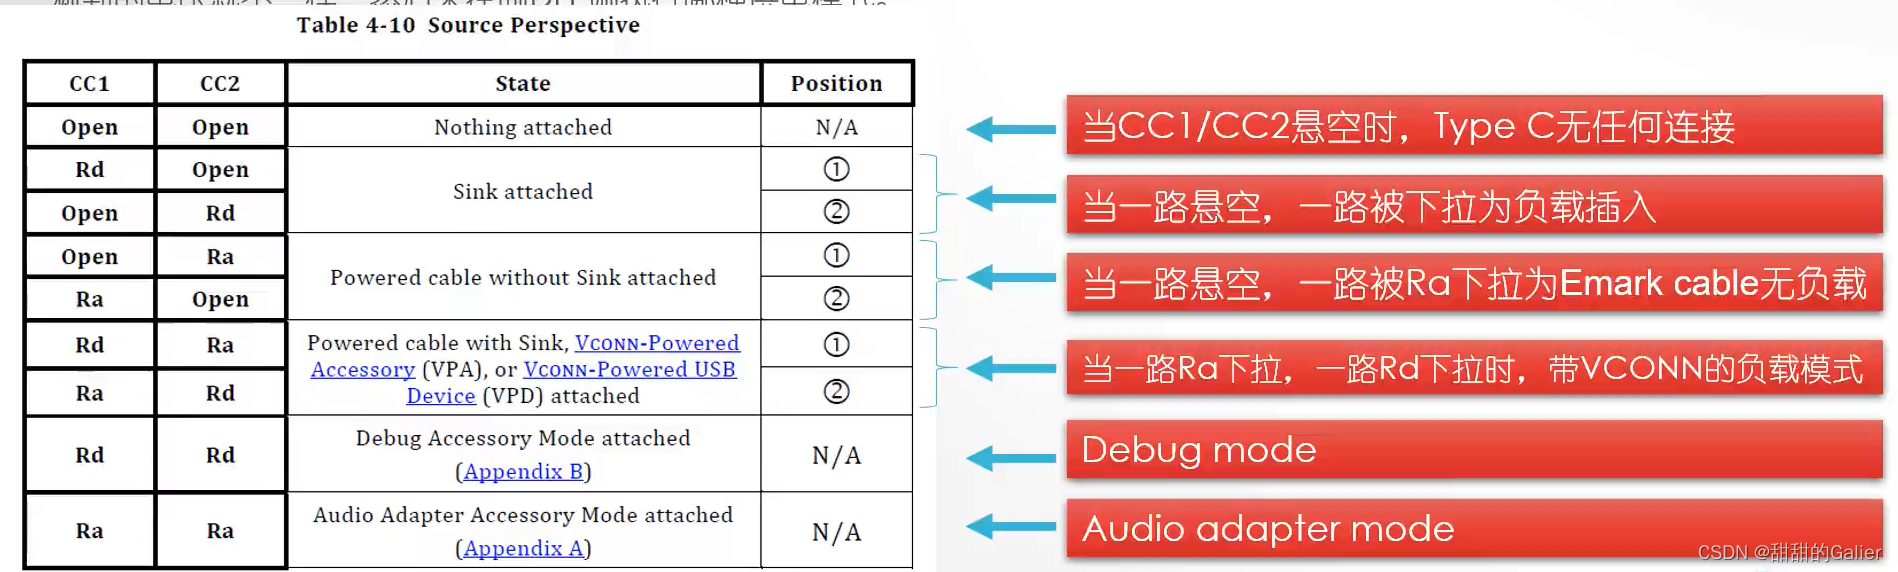 Table 4-10 Source Perspective
CC1 CC2 State Position
Open Open Nothing attached N/A
Rd Open Sink attached ①
Open Rd ②
Open Ra Powered cable without Sink attached ①
Ra Open ②
Rd Ra Powered cable with Sink, VCONN-Powered ①
Accessory (VPA), or VCONN-Powered USB
Ra Rd Device (VPD) attached ②
Rd Rd Debug Accessory Mode attached N/A
(Appendix B)
Ra Ra Audio Adapter Accessory Mode attached N/A
(Appendix A)
当CC1/CC2悬空时，Type C无任何连接
当一路悬空，一路被下拉为负载插入
当一路悬空，一路被Ra下拉为Emark cable无负载
当一路Ra下拉，一路Rd下拉时，带VCONN的负载模式
Debug mode
Audio adapter mode
CSDN @甜甜的Galier